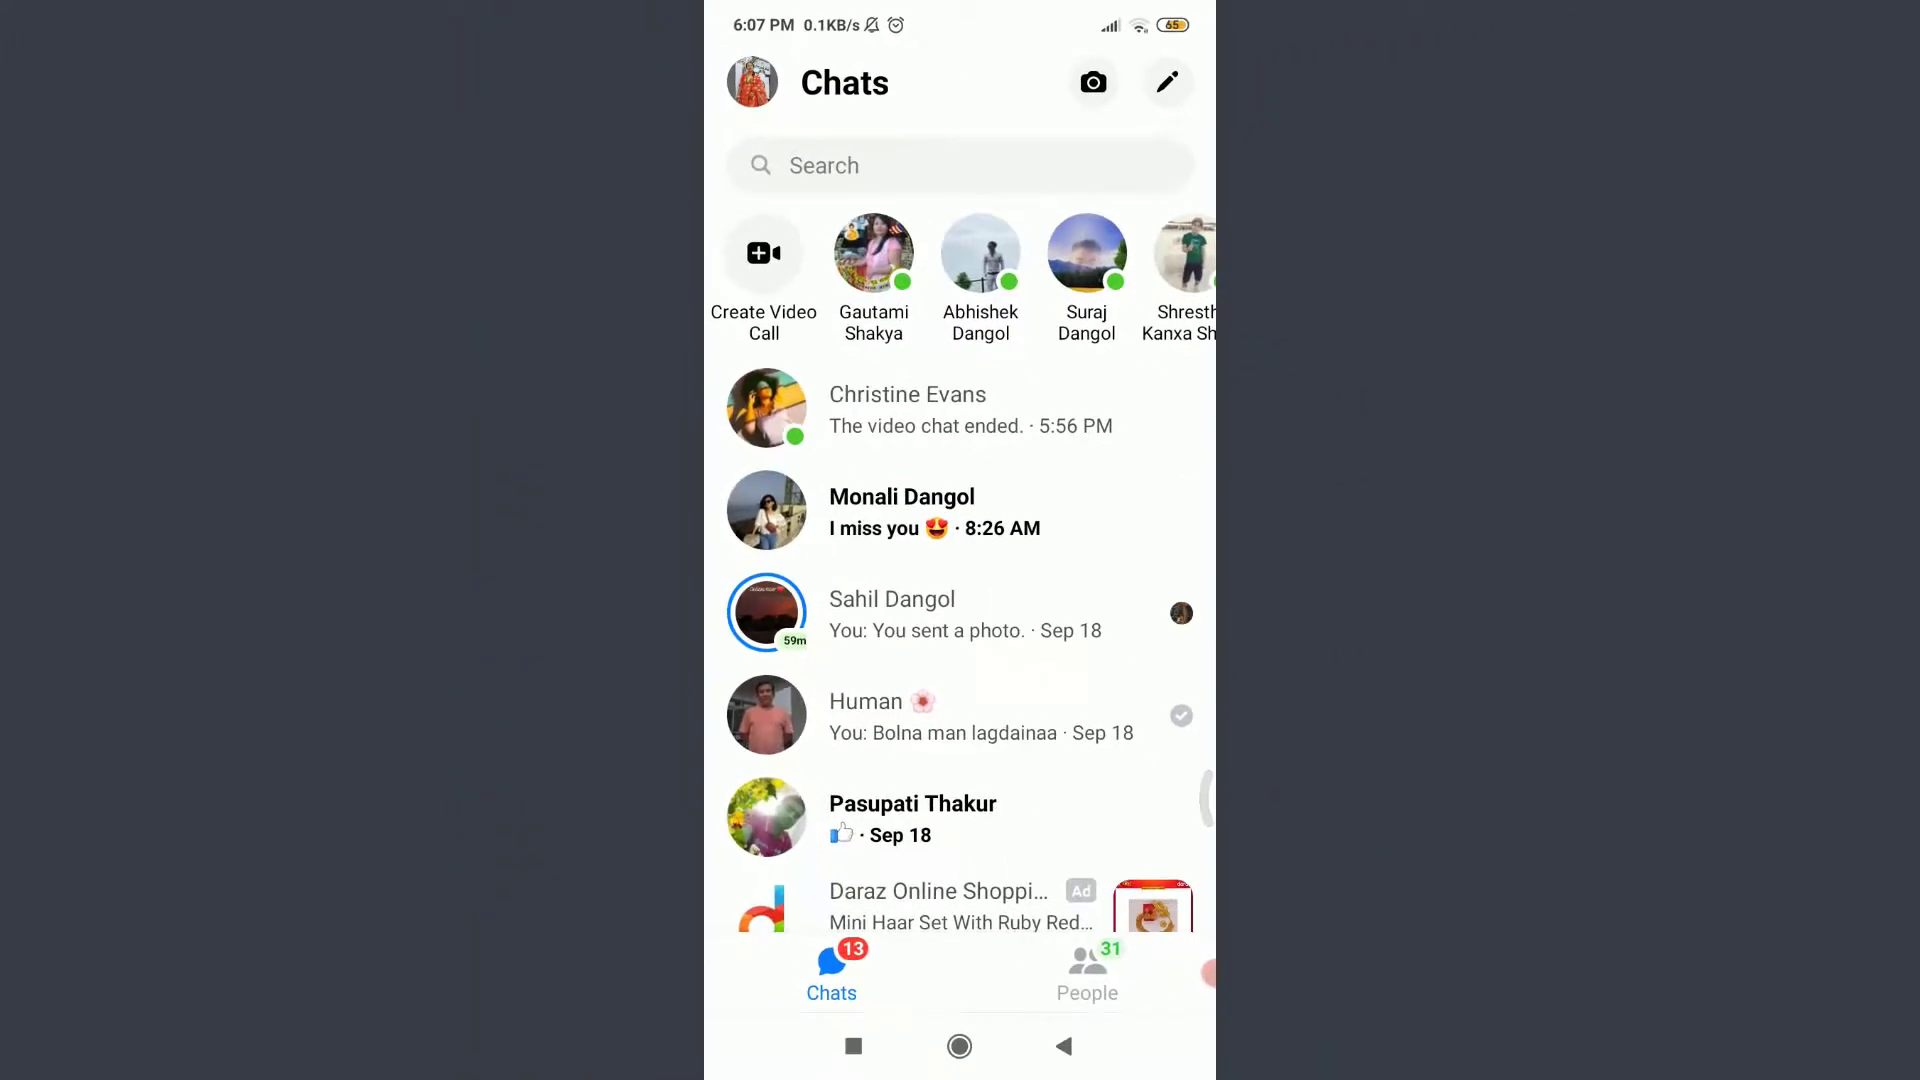 6:07 PM 0.1KB/s
65
Chats
Search
Create Video
Call
Gautami
Shakya
Abhishek
Dangol
Suraj
Dangol
Shresth
Kanxa Sh
Christine Evans
The video chat ended. · 5:56 PM
Monali Dangol
I miss you 😍 · 8:26 AM
Sahil Dangol
You: You sent a photo. · Sep 18
59m
Human 🌸
You: Bolna man lagdainaa · Sep 18
Pasupati Thakur
👍 · Sep 18
Daraz Online Shoppi... Ad
Mini Haar Set With Ruby Red...
13
Chats
31
People